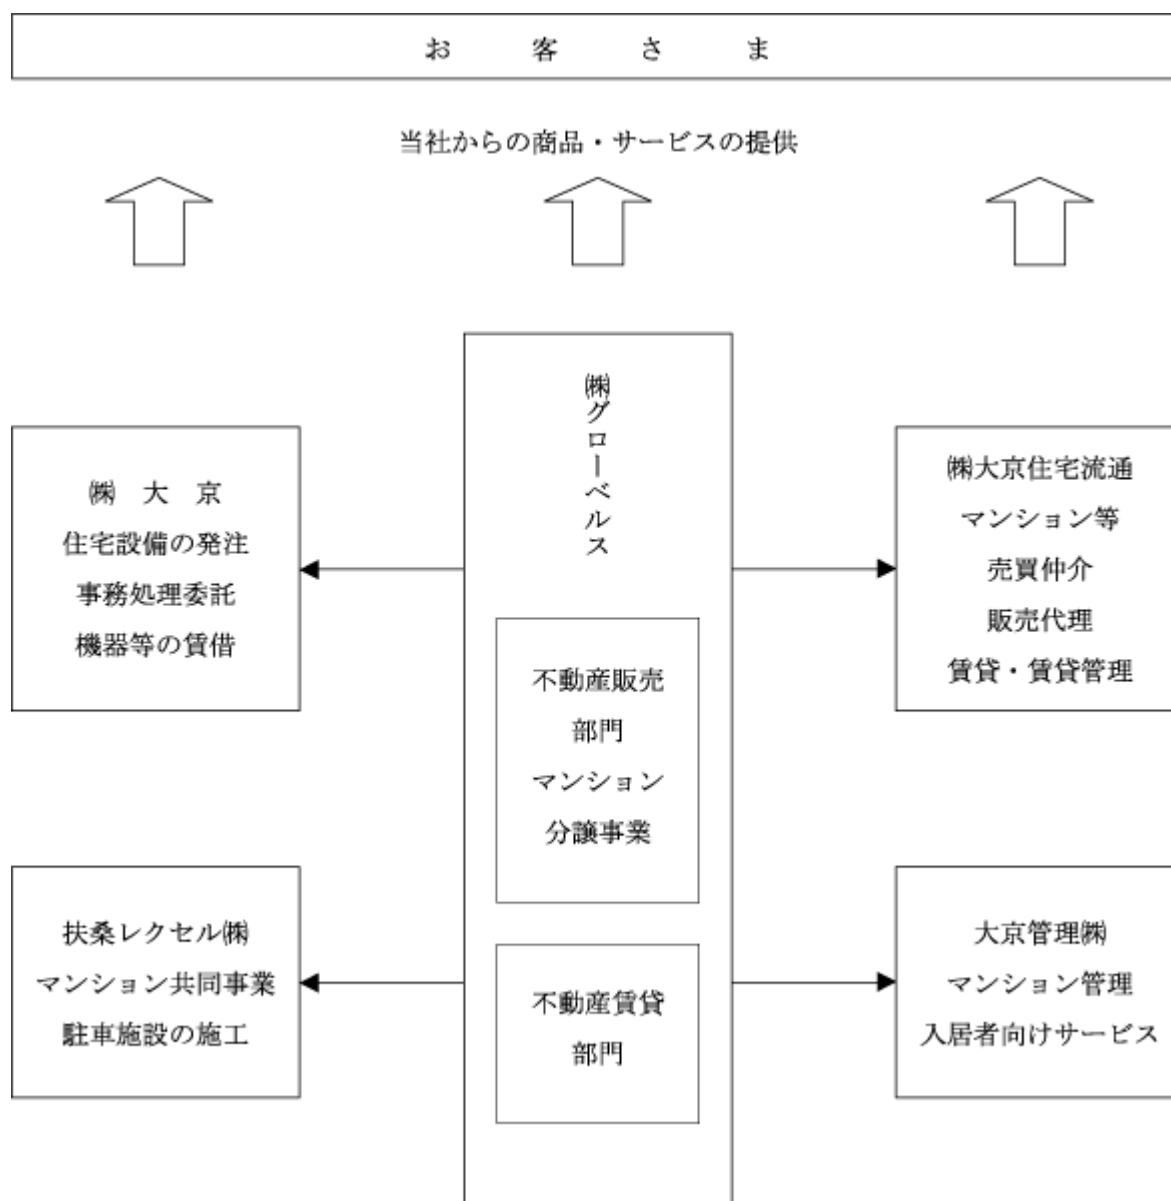 お客さま
当社からの商品・サービスの提供
㈱グローベルス
㈱大京
住宅設備の発注
事務処理委託
機器等の賃借
㈱大京住宅流通
マンション等
売買仲介
販売代理
賃貸・賃貸管理
不動産販売
部門
マンション
分譲事業
扶桑レクセル㈱
マンション共同事業
駐車施設の施工
不動産賃貸
部門
大京管理㈱
マンション管理
入居者向けサービス